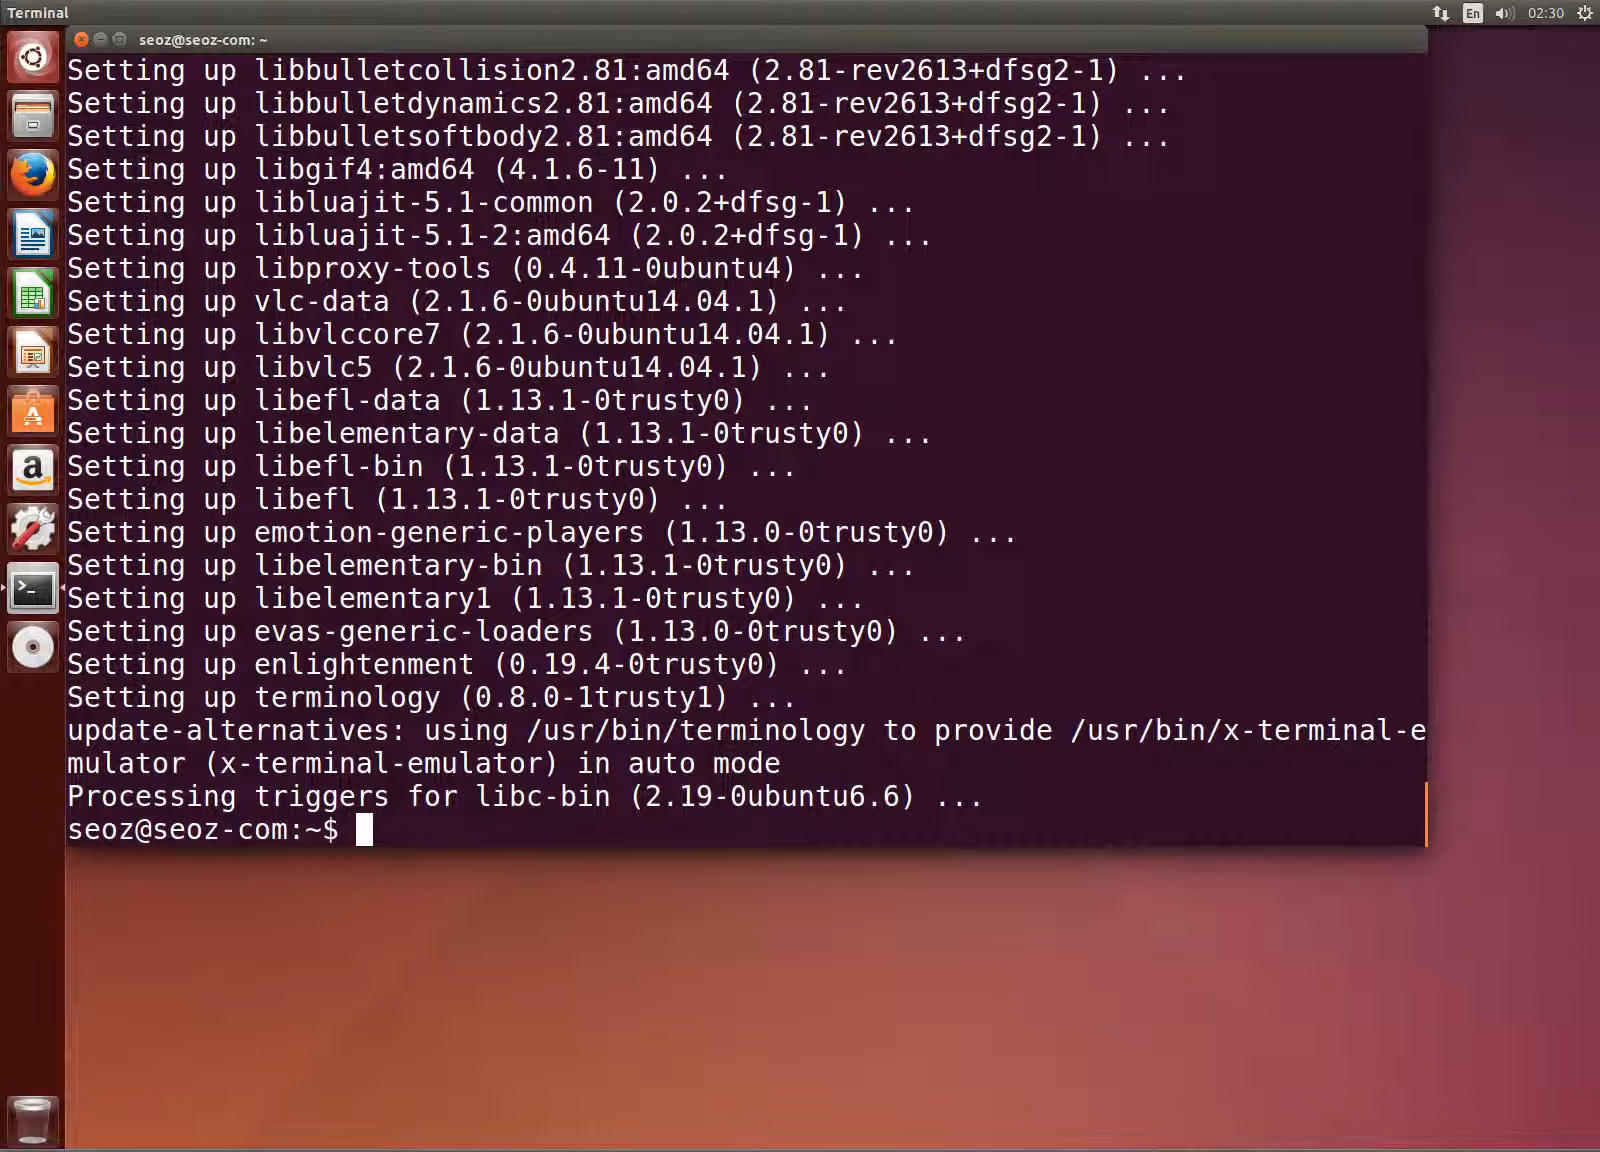 Terminal
En
02:30
seoz@seoz-com: ~
Setting up libbulletcollision2.81:amd64 (2.81-rev2613+dfsg2-1) ...
Setting up libbulletdynamics2.81:amd64 (2.81-rev2613+dfsg2-1) ...
Setting up libbulletsoftbody2.81:amd64 (2.81-rev2613+dfsg2-1) ...
Setting up libgif4:amd64 (4.1.6-11) ...
Setting up libluajit-5.1-common (2.0.2+dfsg-1) ...
Setting up libluajit-5.1-2:amd64 (2.0.2+dfsg-1) ...
Setting up libproxy-tools (0.4.11-0ubuntu4) ...
Setting up vlc-data (2.1.6-0ubuntu14.04.1) ...
Setting up libvlccore7 (2.1.6-0ubuntu14.04.1) ...
Setting up libvlc5 (2.1.6-0ubuntu14.04.1) ...
Setting up libefl-data (1.13.1-0trusty0) ...
Setting up libelementary-data (1.13.1-0trusty0) ...
Setting up libefl-bin (1.13.1-0trusty0) ...
Setting up libefl (1.13.1-0trusty0) ...
Setting up emotion-generic-players (1.13.0-0trusty0) ...
Setting up libelementary-bin (1.13.1-0trusty0) ...
Setting up libelementary1 (1.13.1-0trusty0) ...
Setting up evas-generic-loaders (1.13.0-0trusty0) ...
Setting up enlightenment (0.19.4-0trusty0) ...
Setting up terminology (0.8.0-1trusty1) ...
update-alternatives: using /usr/bin/terminology to provide /usr/bin/x-terminal-e
mulator (x-terminal-emulator) in auto mode
Processing triggers for libc-bin (2.19-0ubuntu6.6) ...
seoz@seoz-com:~$